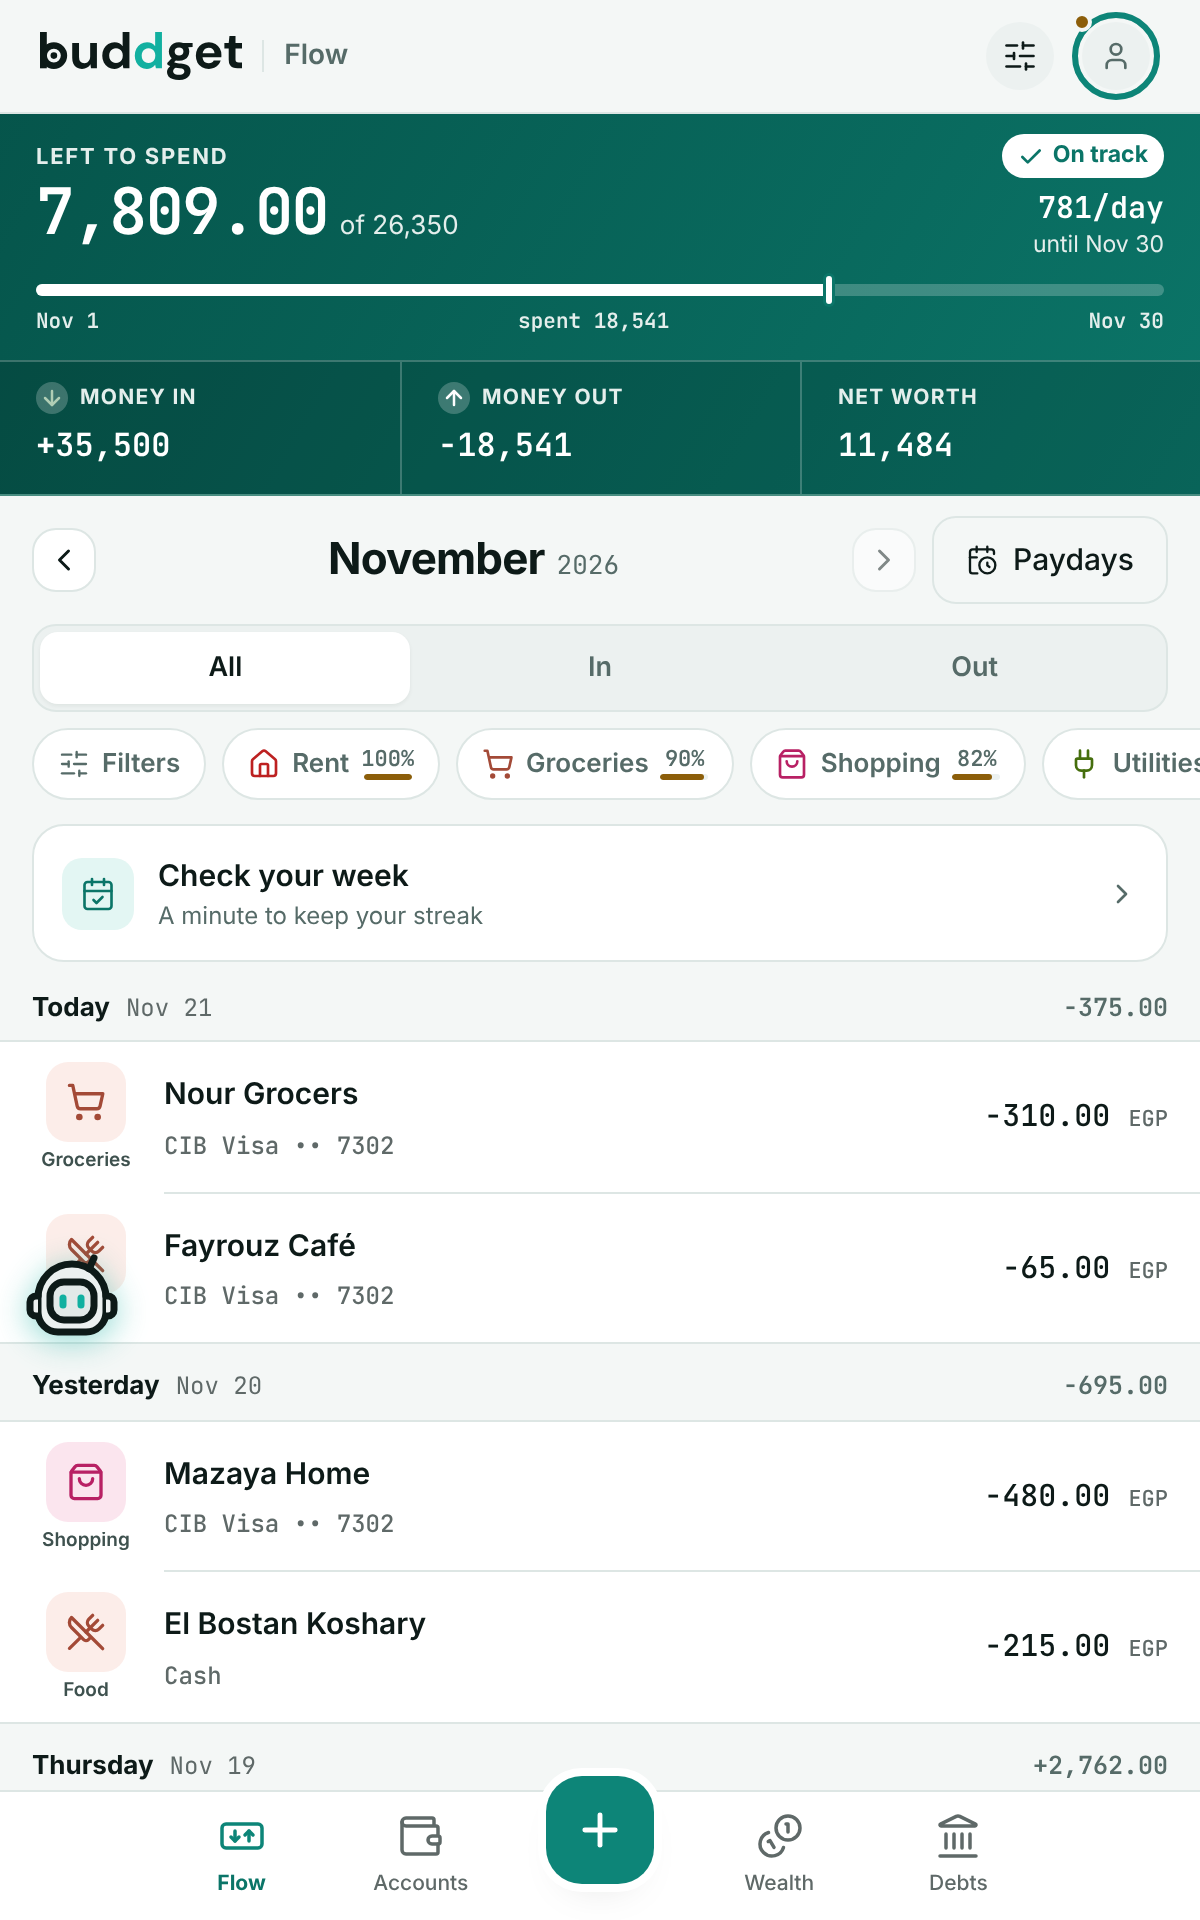 buddget Flow
LEFT TO SPEND
On track
7,809.00 of 26,350
781/day
until Nov 30
Nov 1 spent 18,541 Nov 30
MONEY IN MONEY OUT NET WORTH
+35,500 -18,541 11,484
November 2026 Paydays
All In Out
Filters Rent 100% Groceries 90% Shopping 82% Utilities
Check your week
A minute to keep your streak
Today Nov 21 -375.00
Nour Grocers
-310.00 EGP
CIB Visa •• 7302
Groceries
Fayrouz Café
-65.00 EGP
CIB Visa •• 7302
Yesterday Nov 20 -695.00
Mazaya Home
-480.00 EGP
CIB Visa •• 7302
Shopping
El Bostan Koshary
-215.00 EGP
Cash
Food
Thursday Nov 19 +2,762.00
Flow Accounts Wealth Debts